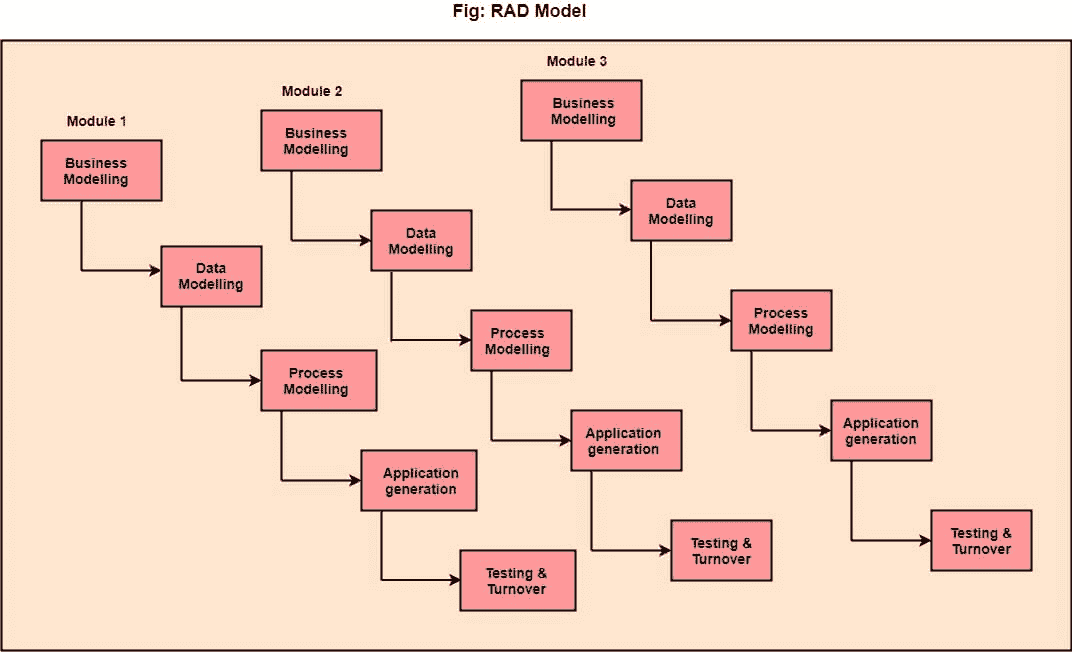 Fig: RAD Model
Module 1
Business
Modelling
Data
Modelling
Process
Modelling
Application
generation
Testing &
Turnover
Module 2
Business
Modelling
Data
Modelling
Process
Modelling
Application
generation
Testing &
Turnover
Module 3
Business
Modelling
Data
Modelling
Process
Modelling
Application
generation
Testing &
Turnover